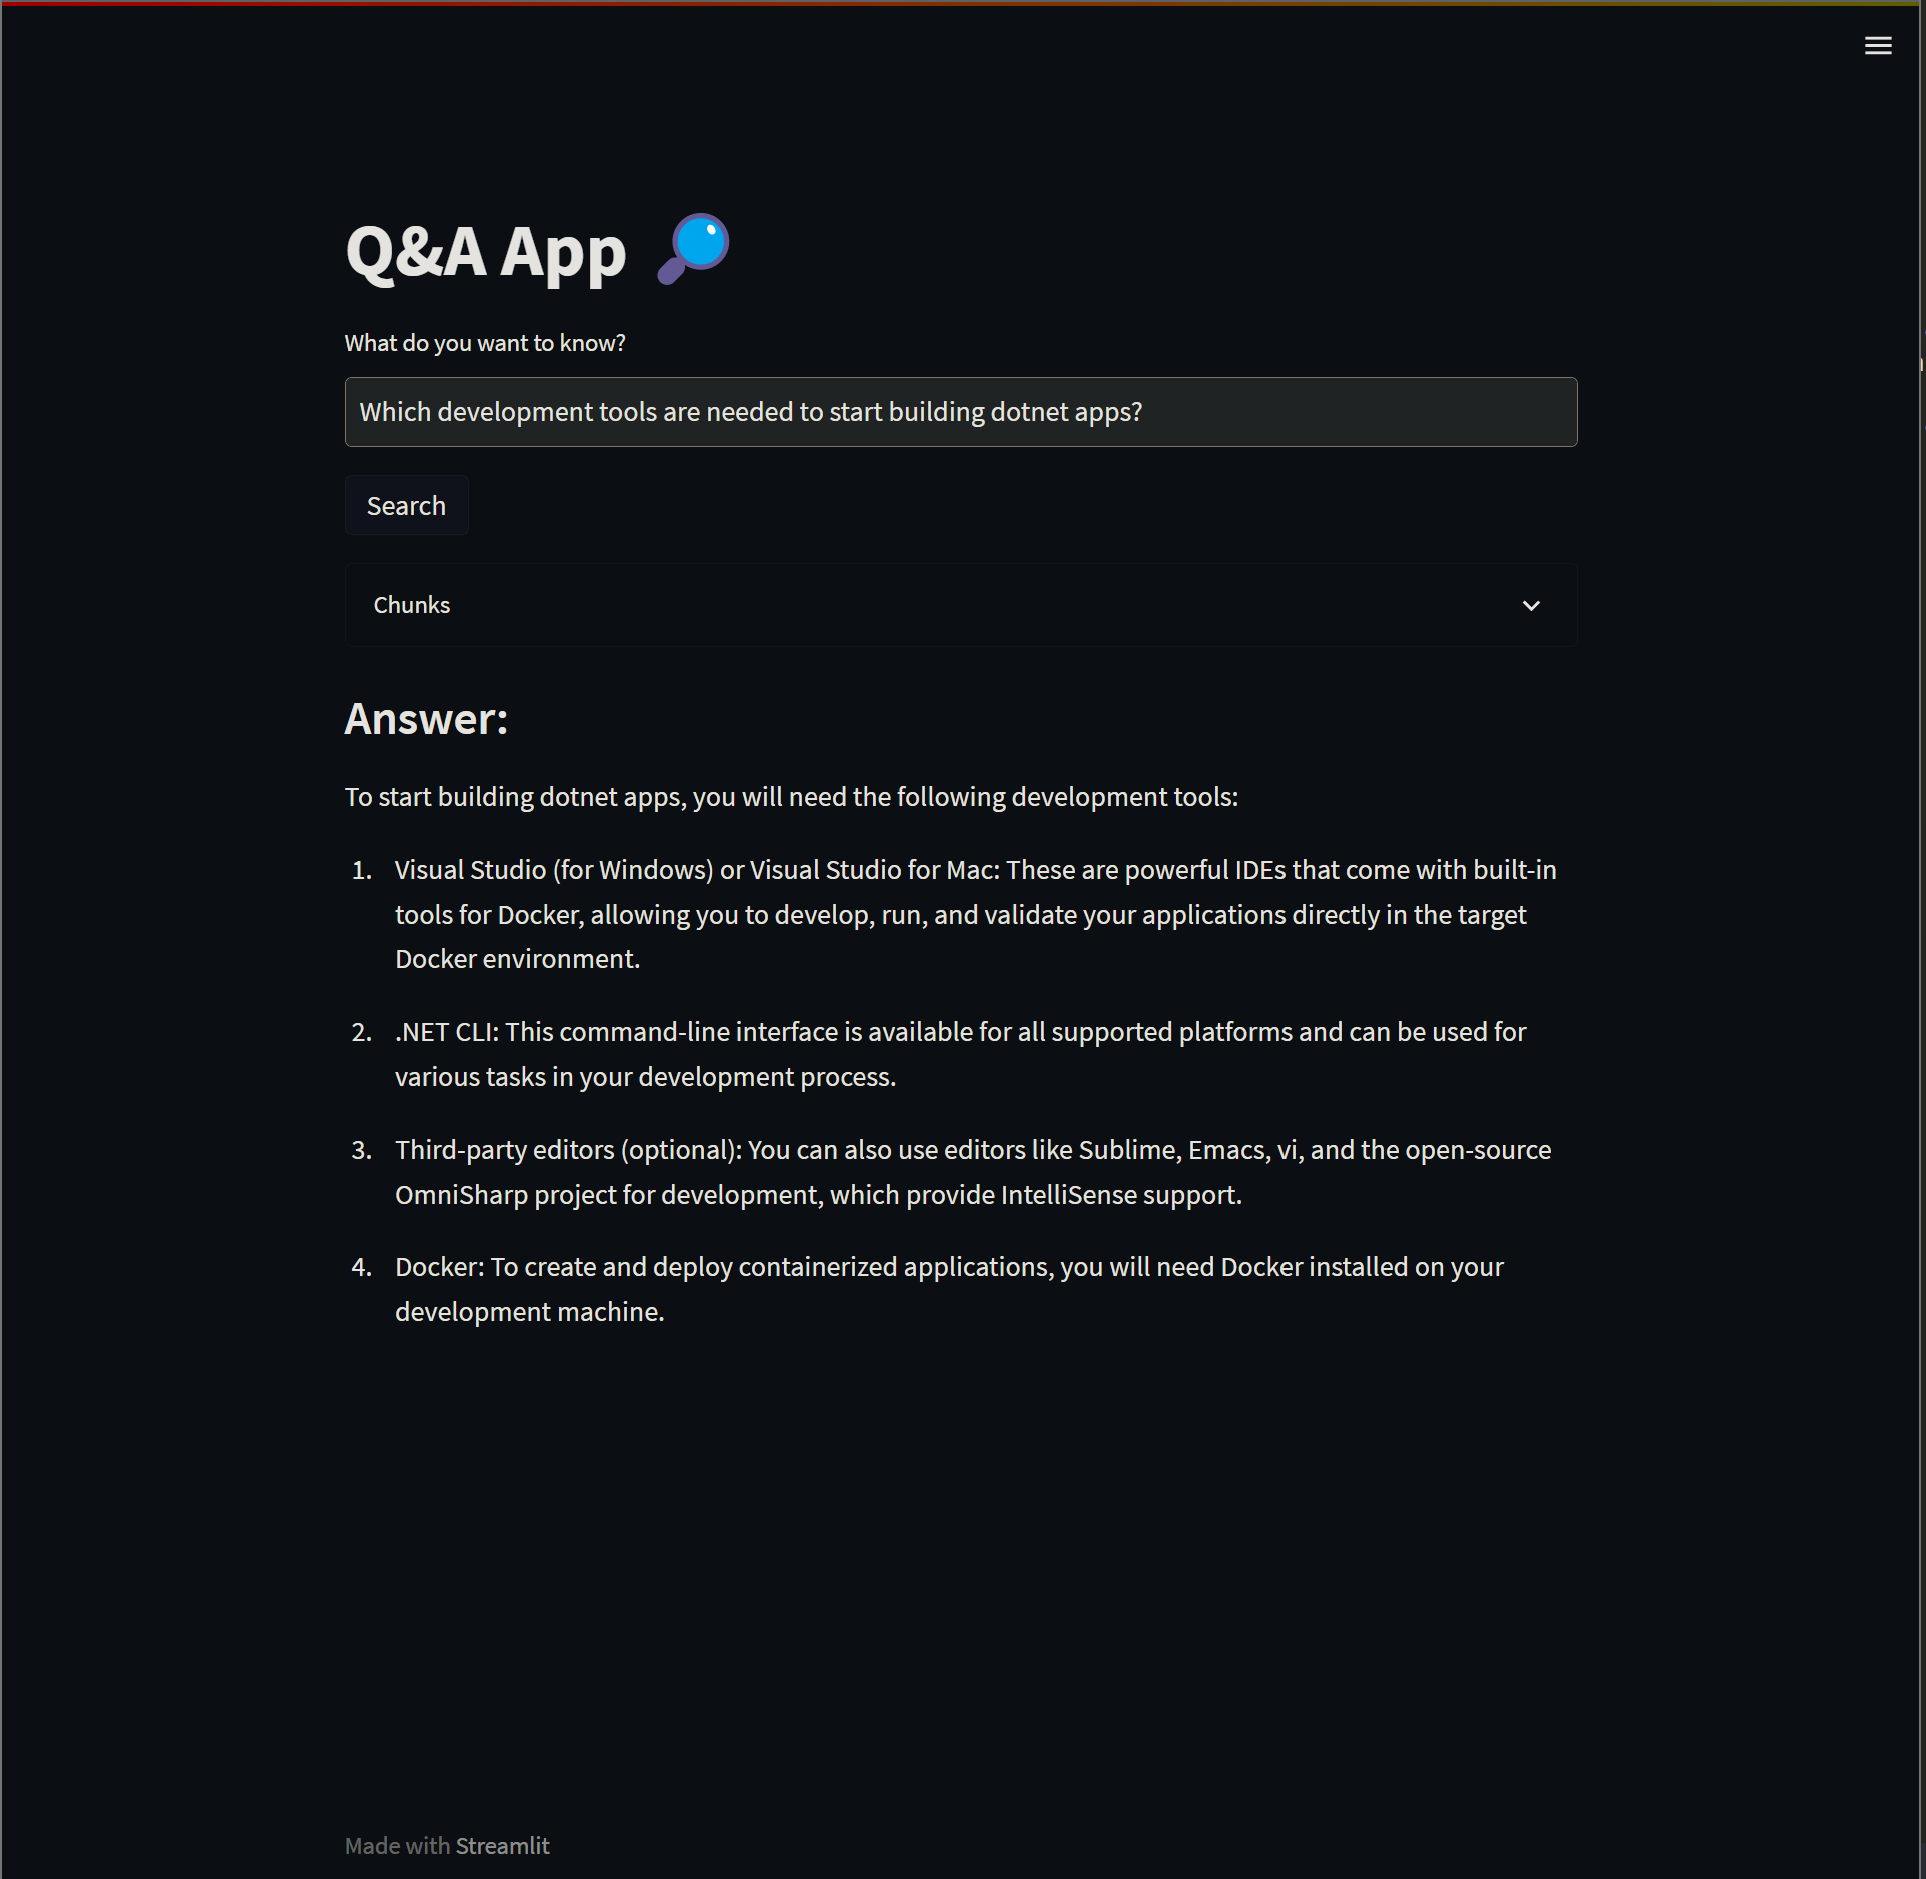 Q&A App
What do you want to know?
Which development tools are needed to start building dotnet apps?
Search
Chunks
Answer:
To start building dotnet apps, you will need the following development tools:
1. Visual Studio (for Windows) or Visual Studio for Mac: These are powerful IDEs that come with built-in
tools for Docker, allowing you to develop, run, and validate your applications directly in the target
Docker environment.
2. .NET CLI: This command-line interface is available for all supported platforms and can be used for
various tasks in your development process.
3. Third-party editors (optional): You can also use editors like Sublime, Emacs, vi, and the open-source
OmniSharp project for development, which provide IntelliSense support.
4. Docker: To create and deploy containerized applications, you will need Docker installed on your
development machine.
Made with Streamlit